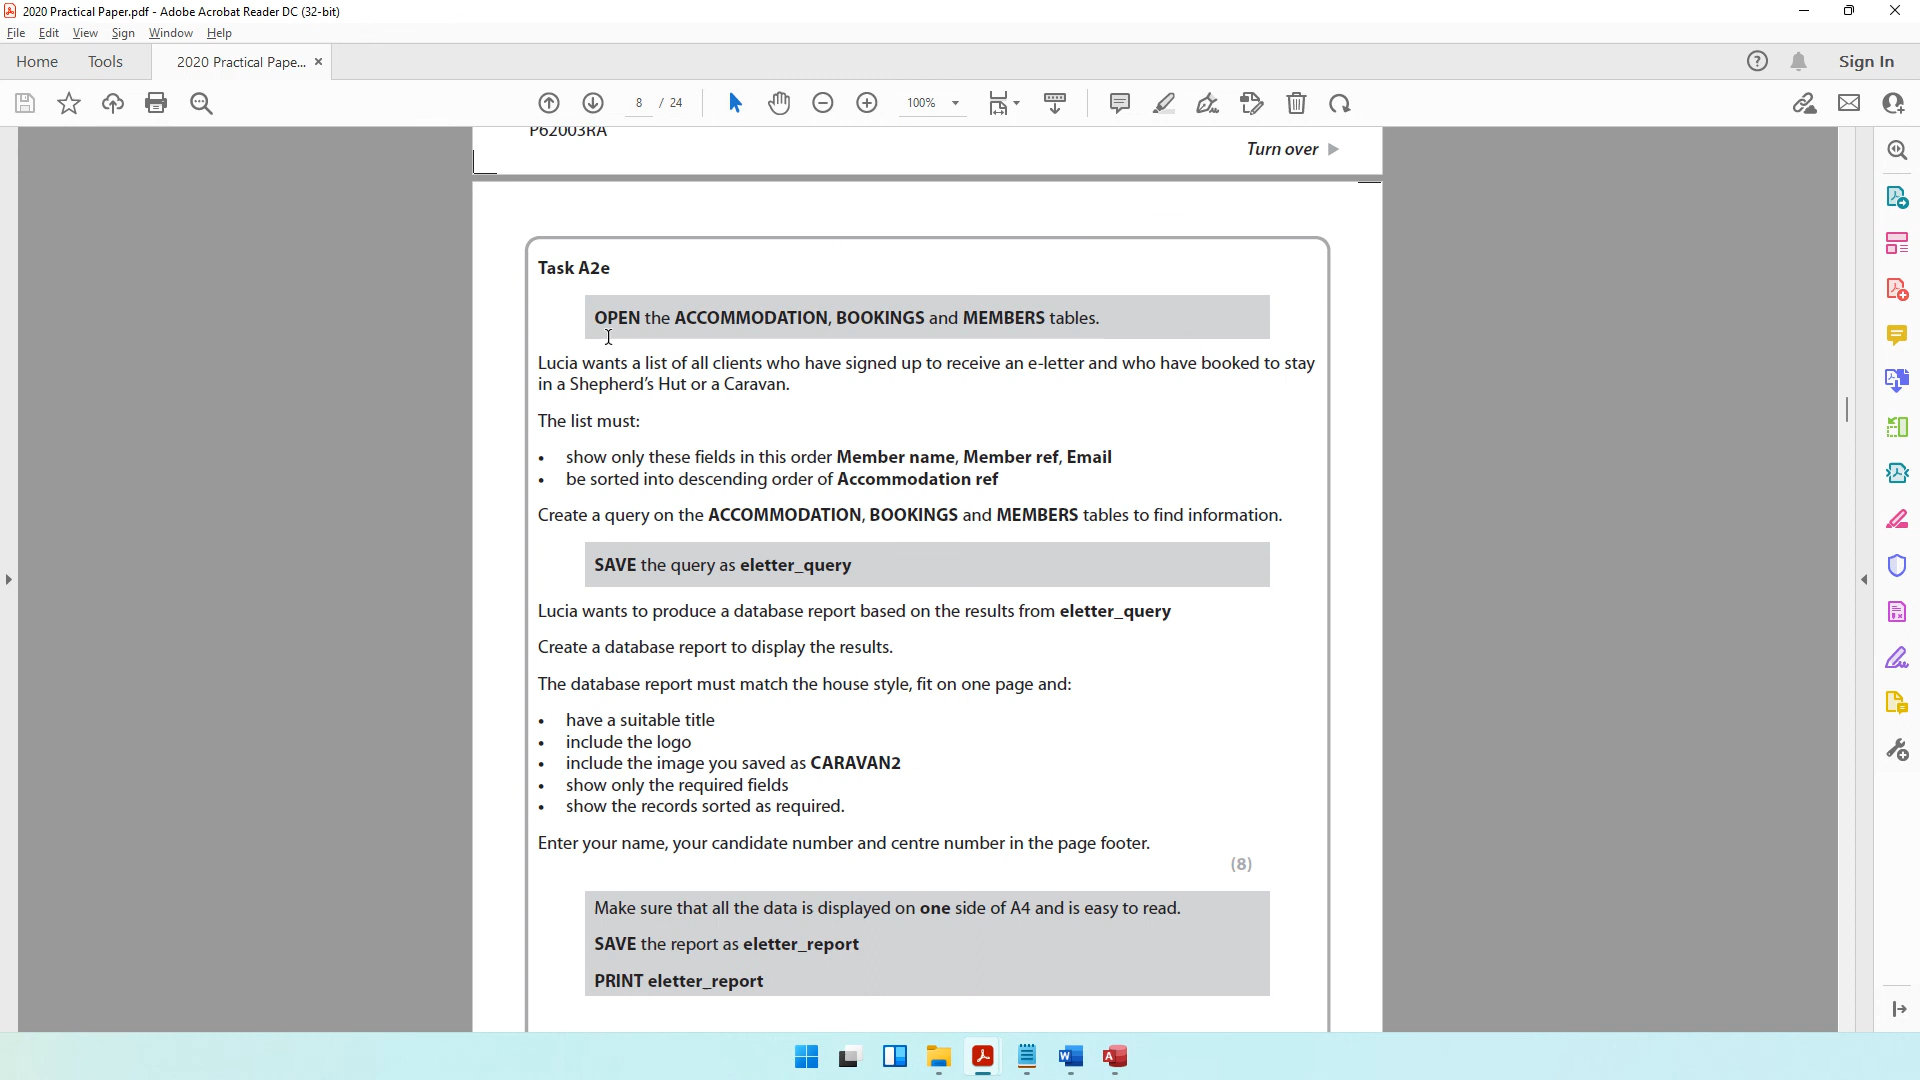 2020 Practical Paper.pdf - Adobe Acrobat Reader DC (32-bit)
File Edit View Sign Window Help
Home Tools 2020 Practical Pape... × Sign In
8 / 24 100%
P62003RA
Turn over
Task A2e
OPEN the ACCOMMODATION, BOOKINGS and MEMBERS tables.
Lucia wants a list of all clients who have signed up to receive an e-letter and who have booked to stay
in a Shepherd's Hut or a Caravan.
The list must:
• show only these fields in this order Member name, Member ref, Email
• be sorted into descending order of Accommodation ref
Create a query on the ACCOMMODATION, BOOKINGS and MEMBERS tables to find information.
SAVE the query as eletter_query
Lucia wants to produce a database report based on the results from eletter_query
Create a database report to display the results.
The database report must match the house style, fit on one page and:
• have a suitable title
• include the logo
• include the image you saved as CARAVAN2
• show only the required fields
• show the records sorted as required.
Enter your name, your candidate number and centre number in the page footer.
(8)
Make sure that all the data is displayed on one side of A4 and is easy to read.
SAVE the report as eletter_report
PRINT eletter_report